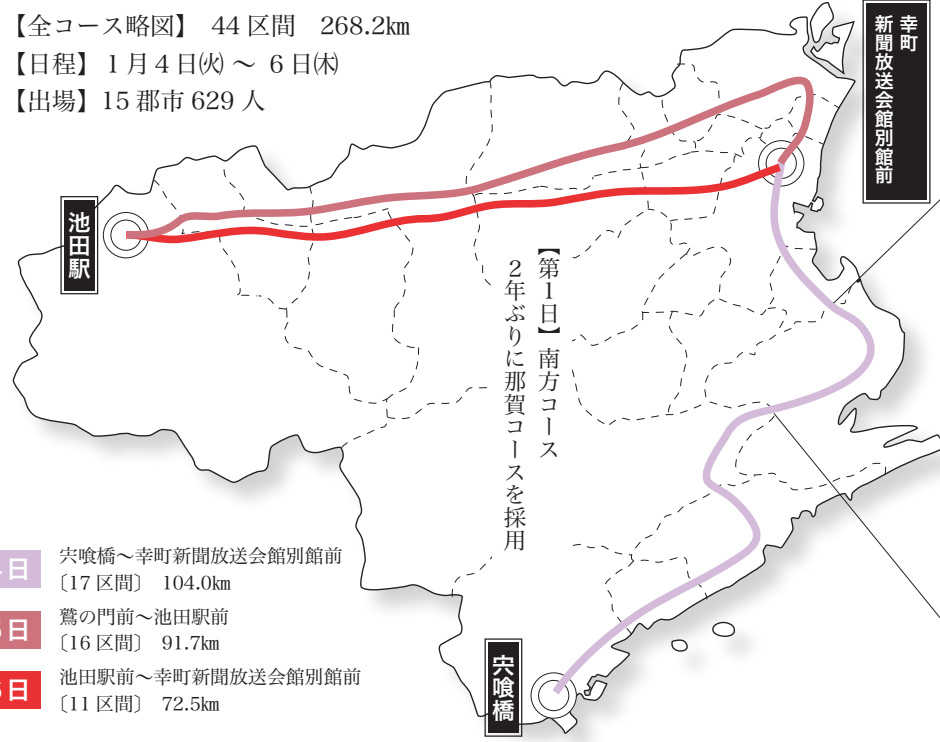 【全コース略図】 44区間 268.2㎞
【日程】1月4日㈫～6日㈭
【出場】15郡市629人
幸町
新聞放送会館別館前
池田駅
【第1日】南方コース
2年ぶりに那賀コースを採用
日 宍喰橋～幸町新聞放送会館別館前
〔17区間〕 104.0㎞
日 鷲の門前～池田駅前
〔16区間〕 91.7㎞
日 池田駅前～幸町新聞放送会館別館前
〔11区間〕 72.5㎞
宍喰橋